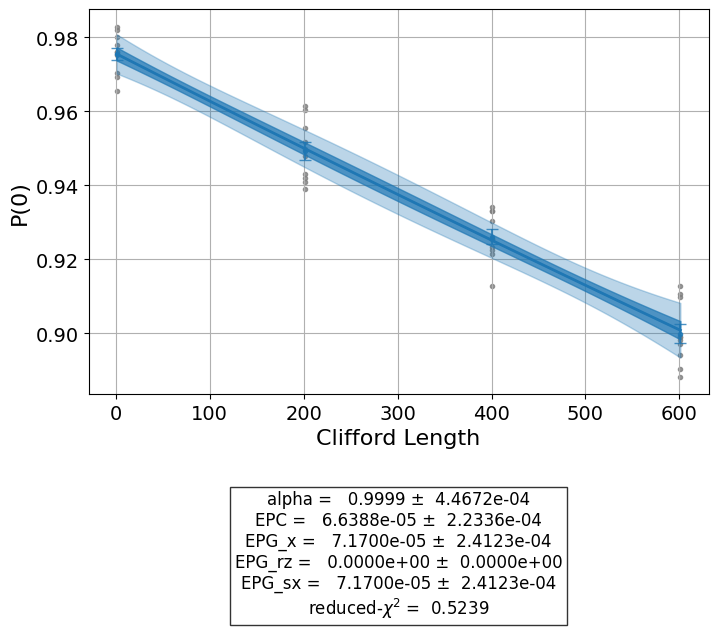 0.98
0.96
0.94
0.92
0.90
P(0)
0 100 200 300 400 500 600
Clifford Length
alpha = 0.9999 ± 4.4672e-04
EPC = 6.6388e-05 ± 2.2336e-04
EPG_x = 7.1700e-05 ± 2.4123e-04
EPG_rz = 0.0000e+00 ± 0.0000e+00
EPG_sx = 7.1700e-05 ± 2.4123e-04
reduced-χ² = 0.5239